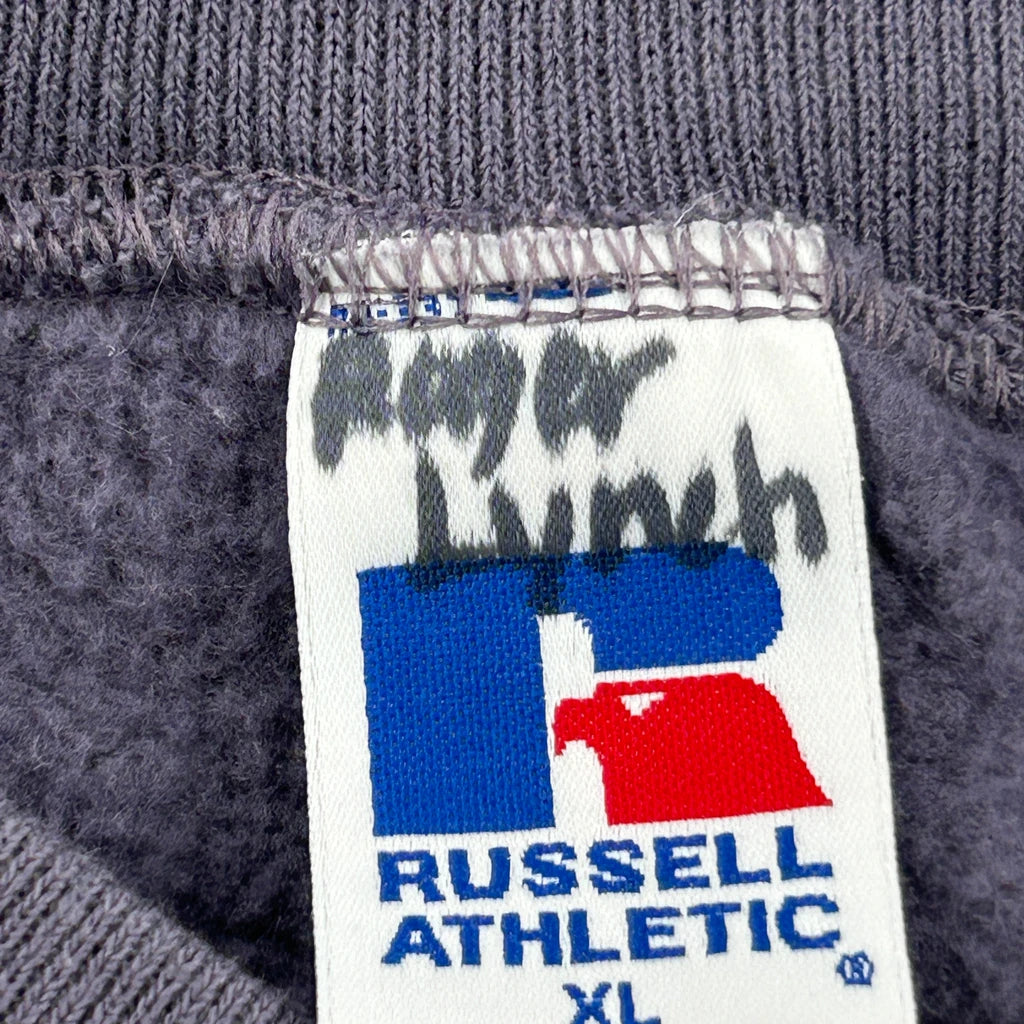 Roger
Lynch
RUSSELL
ATHLETIC®
XL